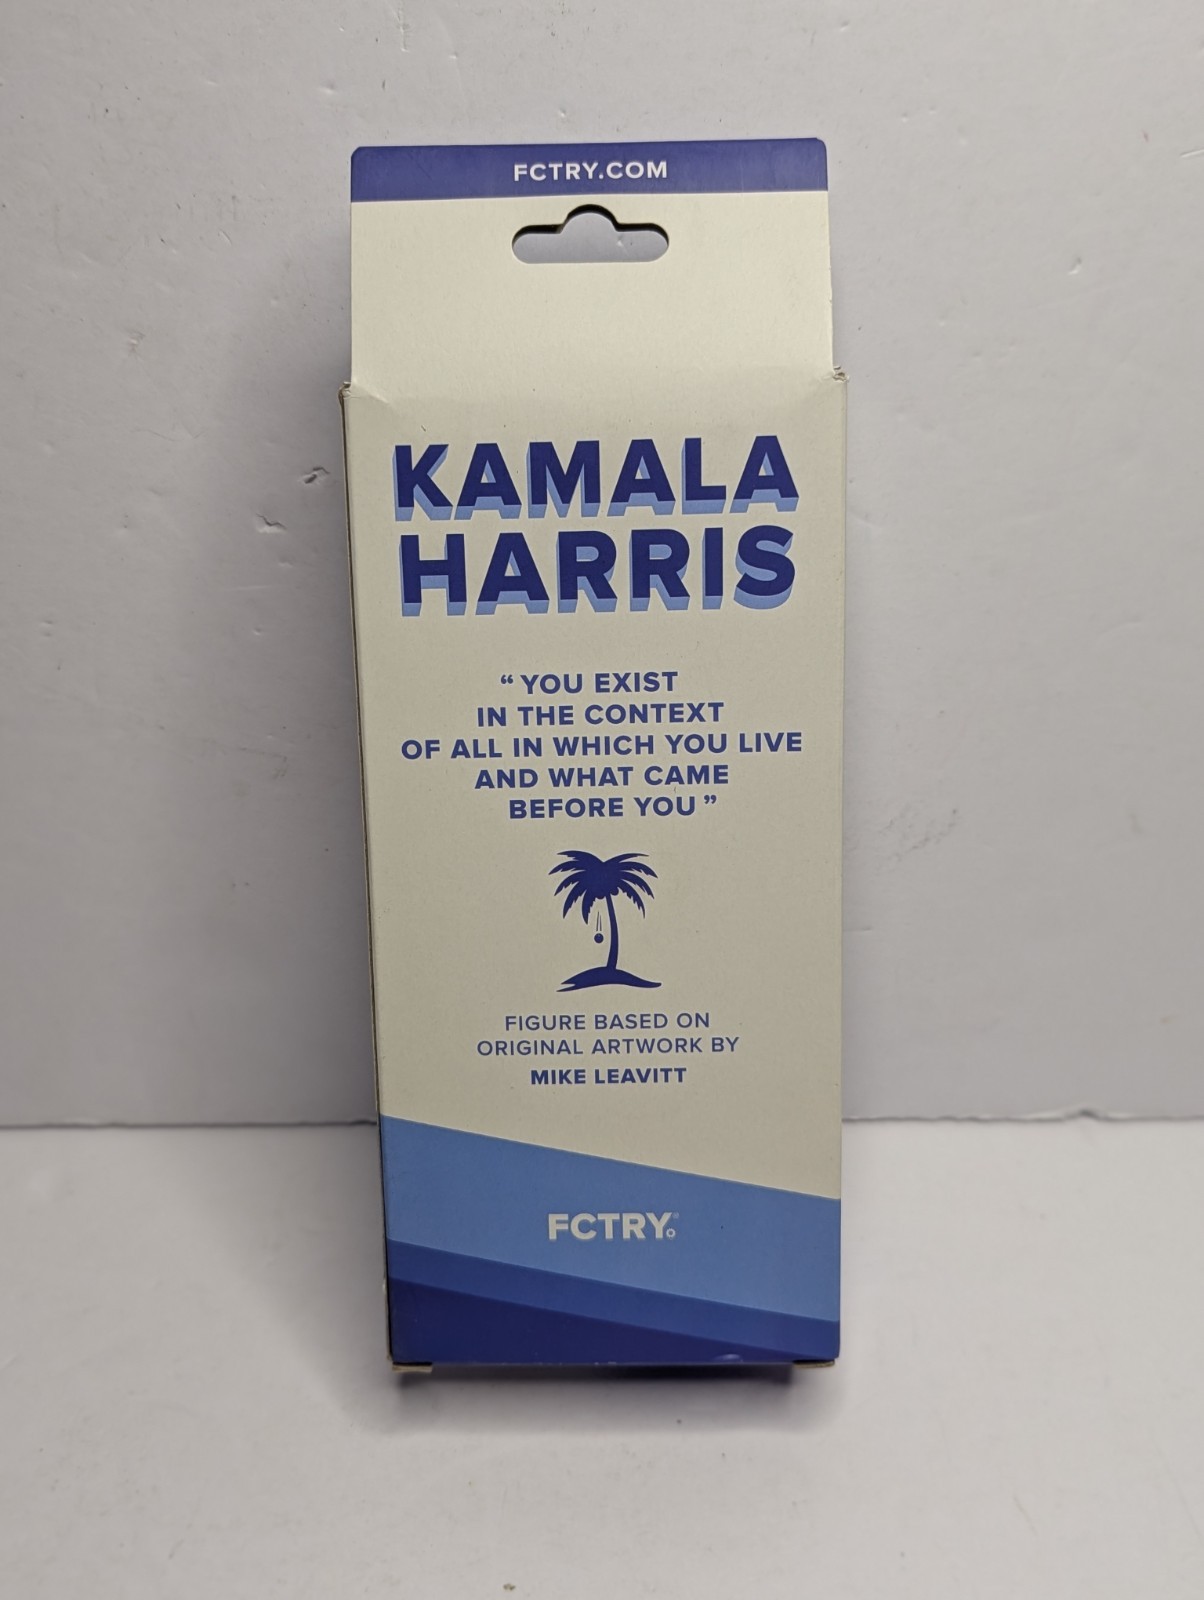 FCTRY.COM
KAMALA
HARRIS
“ YOU EXIST
IN THE CONTEXT
OF ALL IN WHICH YOU LIVE
AND WHAT CAME
BEFORE YOU ”
FIGURE BASED ON
ORIGINAL ARTWORK BY
MIKE LEAVITT
FCTRY